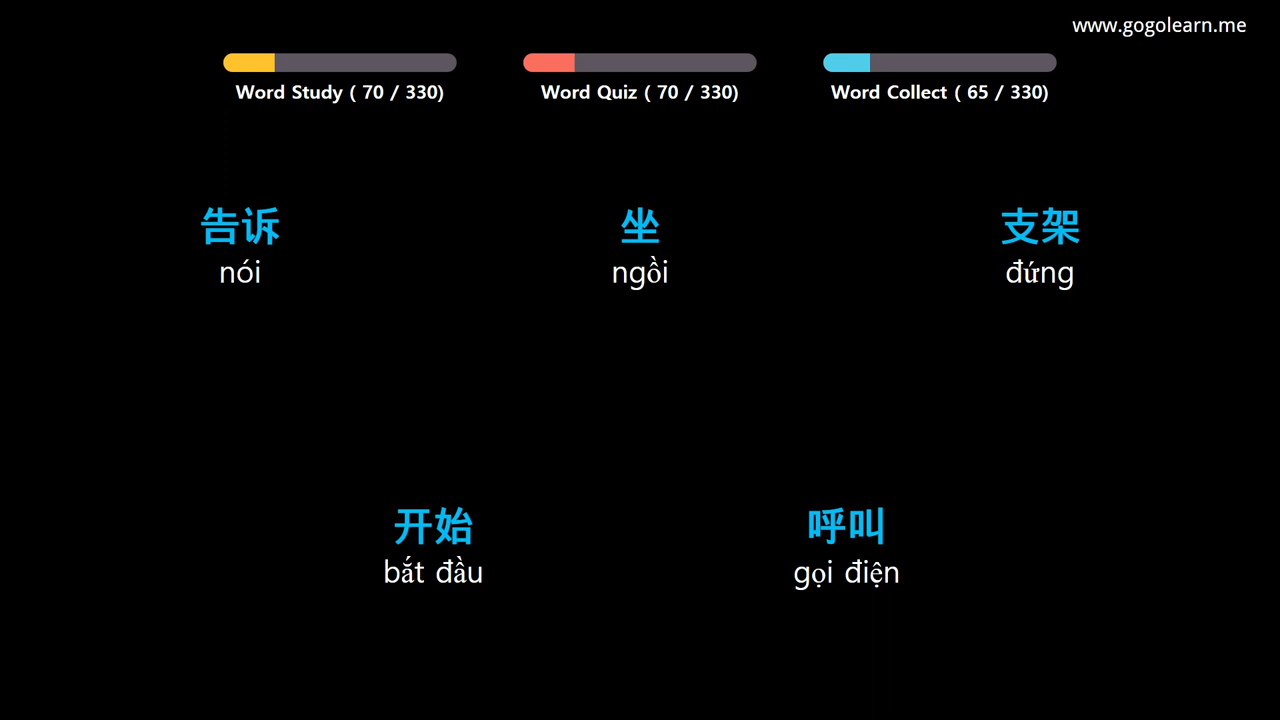 www.gogolearn.me
Word Study ( 70 / 330)
Word Quiz ( 70 / 330)
Word Collect ( 65 / 330)
告诉
nói
坐
ngồi
支架
đứng
开始
bắt đầu
呼叫
gọi điện